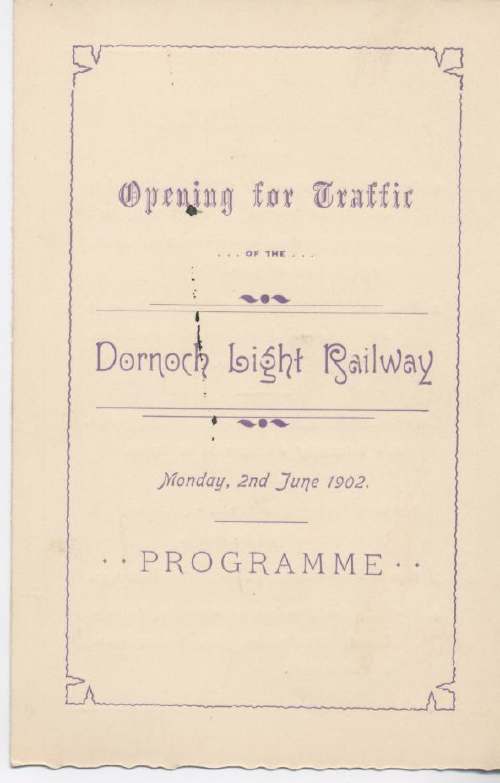 Opening for Traffic
... OF THE ...
Dornoch Light Railway
Monday, 2nd June 1902.
·· PROGRAMME ··